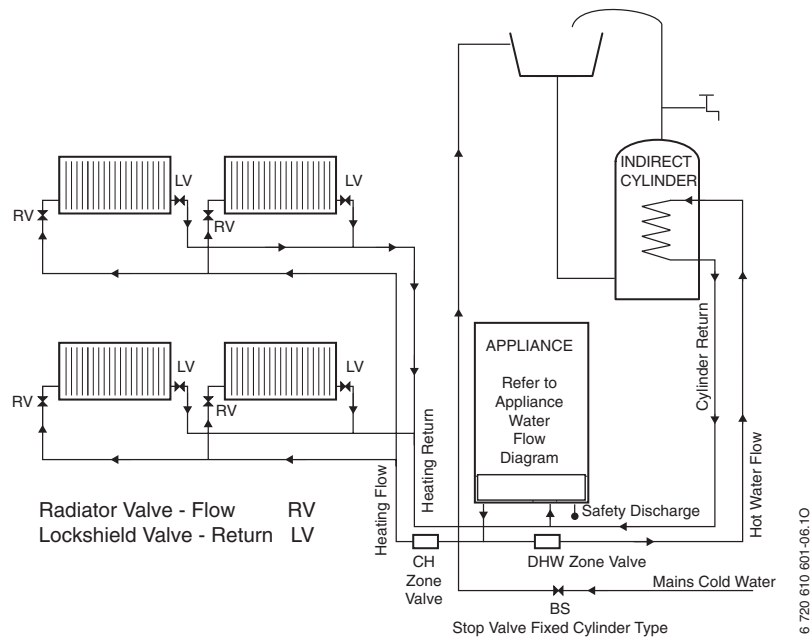 INDIRECT
CYLINDER
LV
LV
RV
RV
LV
LV
RV
RV
APPLIANCE
Refer to
Appliance
Water
Flow
Diagram
Cylinder Return
Hot Water Flow
Heating Return
Heating Flow
Radiator Valve - Flow RV
Lockshield Valve - Return LV
Safety Discharge
CH
Zone
Valve
DHW Zone Valve
Mains Cold Water
BS
Stop Valve Fixed Cylinder Type
6 720 610 601-06.1O